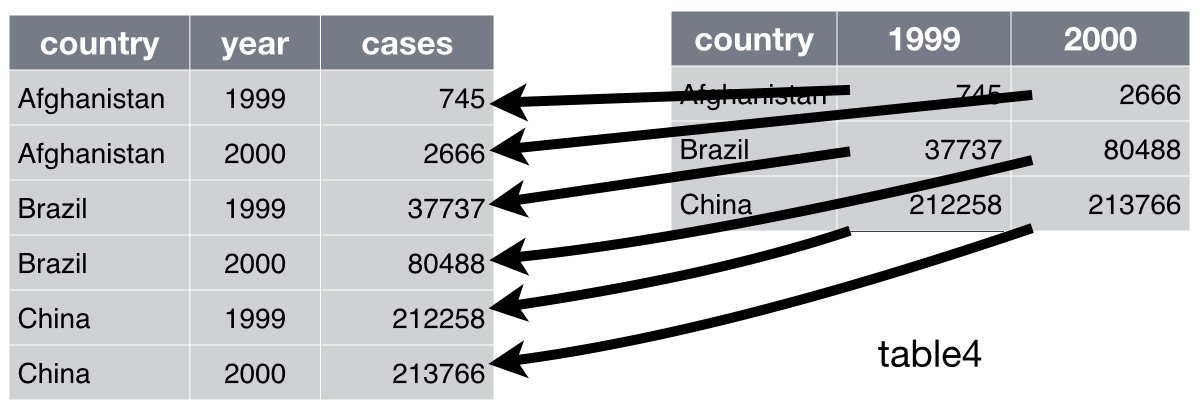 country year cases
Afghanistan 1999 745
Afghanistan 2000 2666
Brazil 1999 37737
Brazil 2000 80488
China 1999 212258
China 2000 213766
country 1999 2000
Afghanistan 745 2666
Brazil 37737 80488
China 212258 213766
table4